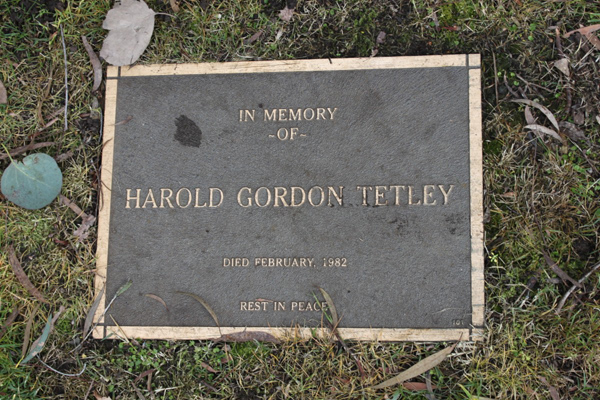 IN MEMORY
~OF~
HAROLD GORDON TETLEY
DIED FEBRUARY, 1982
REST IN PEACE